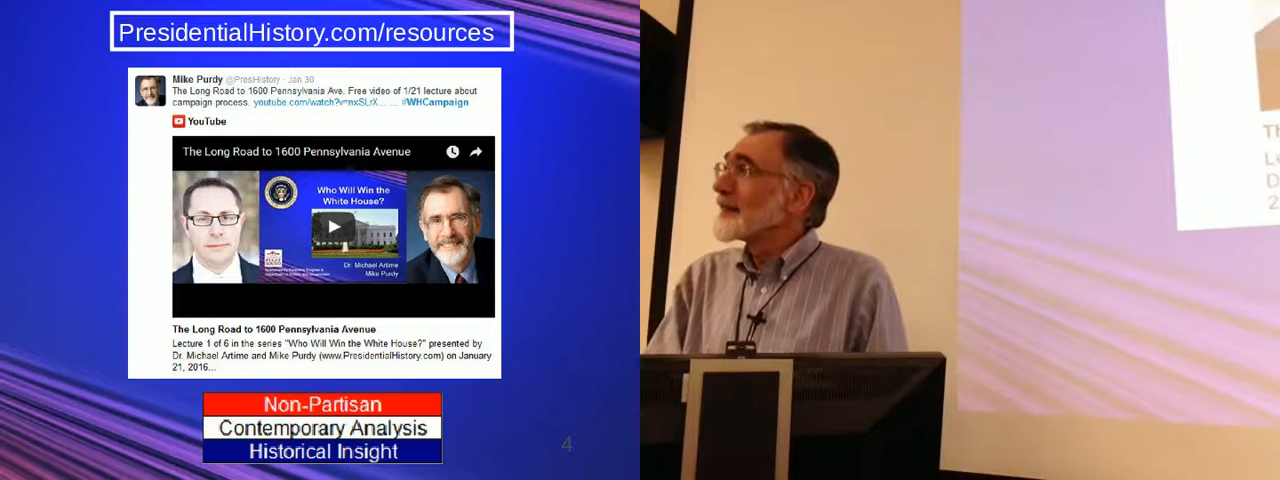 PresidentialHistory.com/resources
Mike Purdy @PresHistory · Jan 30
The Long Road to 1600 Pennsylvania Ave. Free video of 1/21 lecture about
campaign process. youtube.com/watch?v=nxSLrX... ... #WHCampaign
YouTube
The Long Road to 1600 Pennsylvania Avenue
Who Will Win the
White House?
Dr. Michael Artime
Mike Purdy
The Long Road to 1600 Pennsylvania Avenue
Lecture 1 of 6 in the series "Who Will Win the White House?" presented by
Dr. Michael Artime and Mike Purdy (www.PresidentialHistory.com) on January
21, 2016...
Non-Partisan
Contemporary Analysis
Historical Insight
4